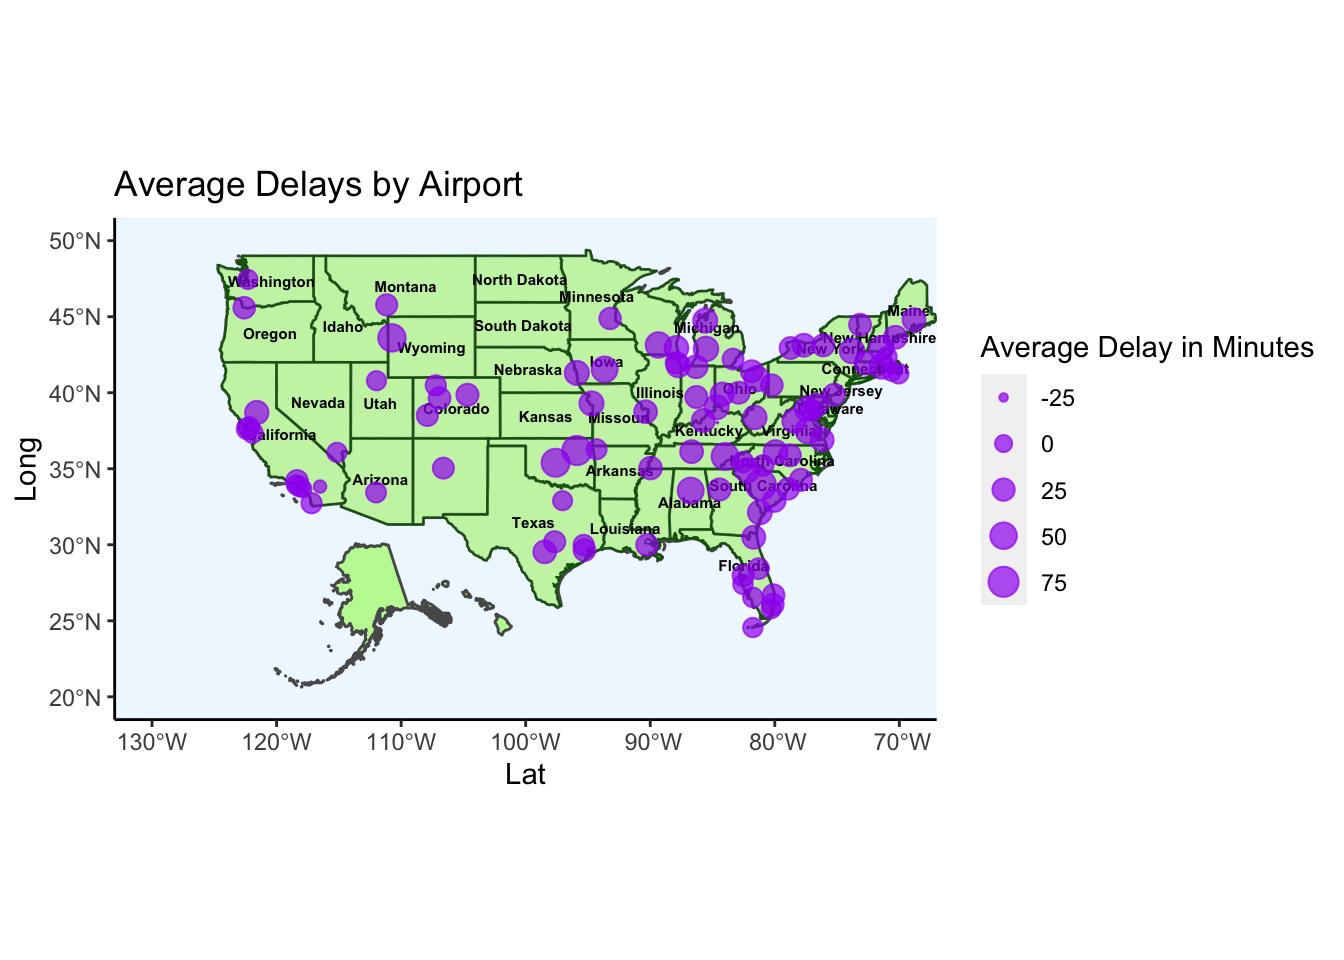 Average Delays by Airport
50°N
45°N
40°N
35°N
30°N
25°N
20°N
Long
130°W
120°W
110°W
100°W
90°W
80°W
70°W
Lat
Washington
Montana
North Dakota
Minnesota
Maine
Oregon
Idaho
South Dakota
Michigan
New Hampshire
Wyoming
New York
Nebraska
Iowa
Connecticut
Nevada
Utah
Colorado
Illinois
Ohio
New Jersey
Kansas
Missouri
Delaware
California
Kentucky
Virginia
Arizona
Arkansas
North Carolina
South Carolina
Alabama
Texas
Louisiana
Florida
Average Delay in Minutes
-25
0
25
50
75